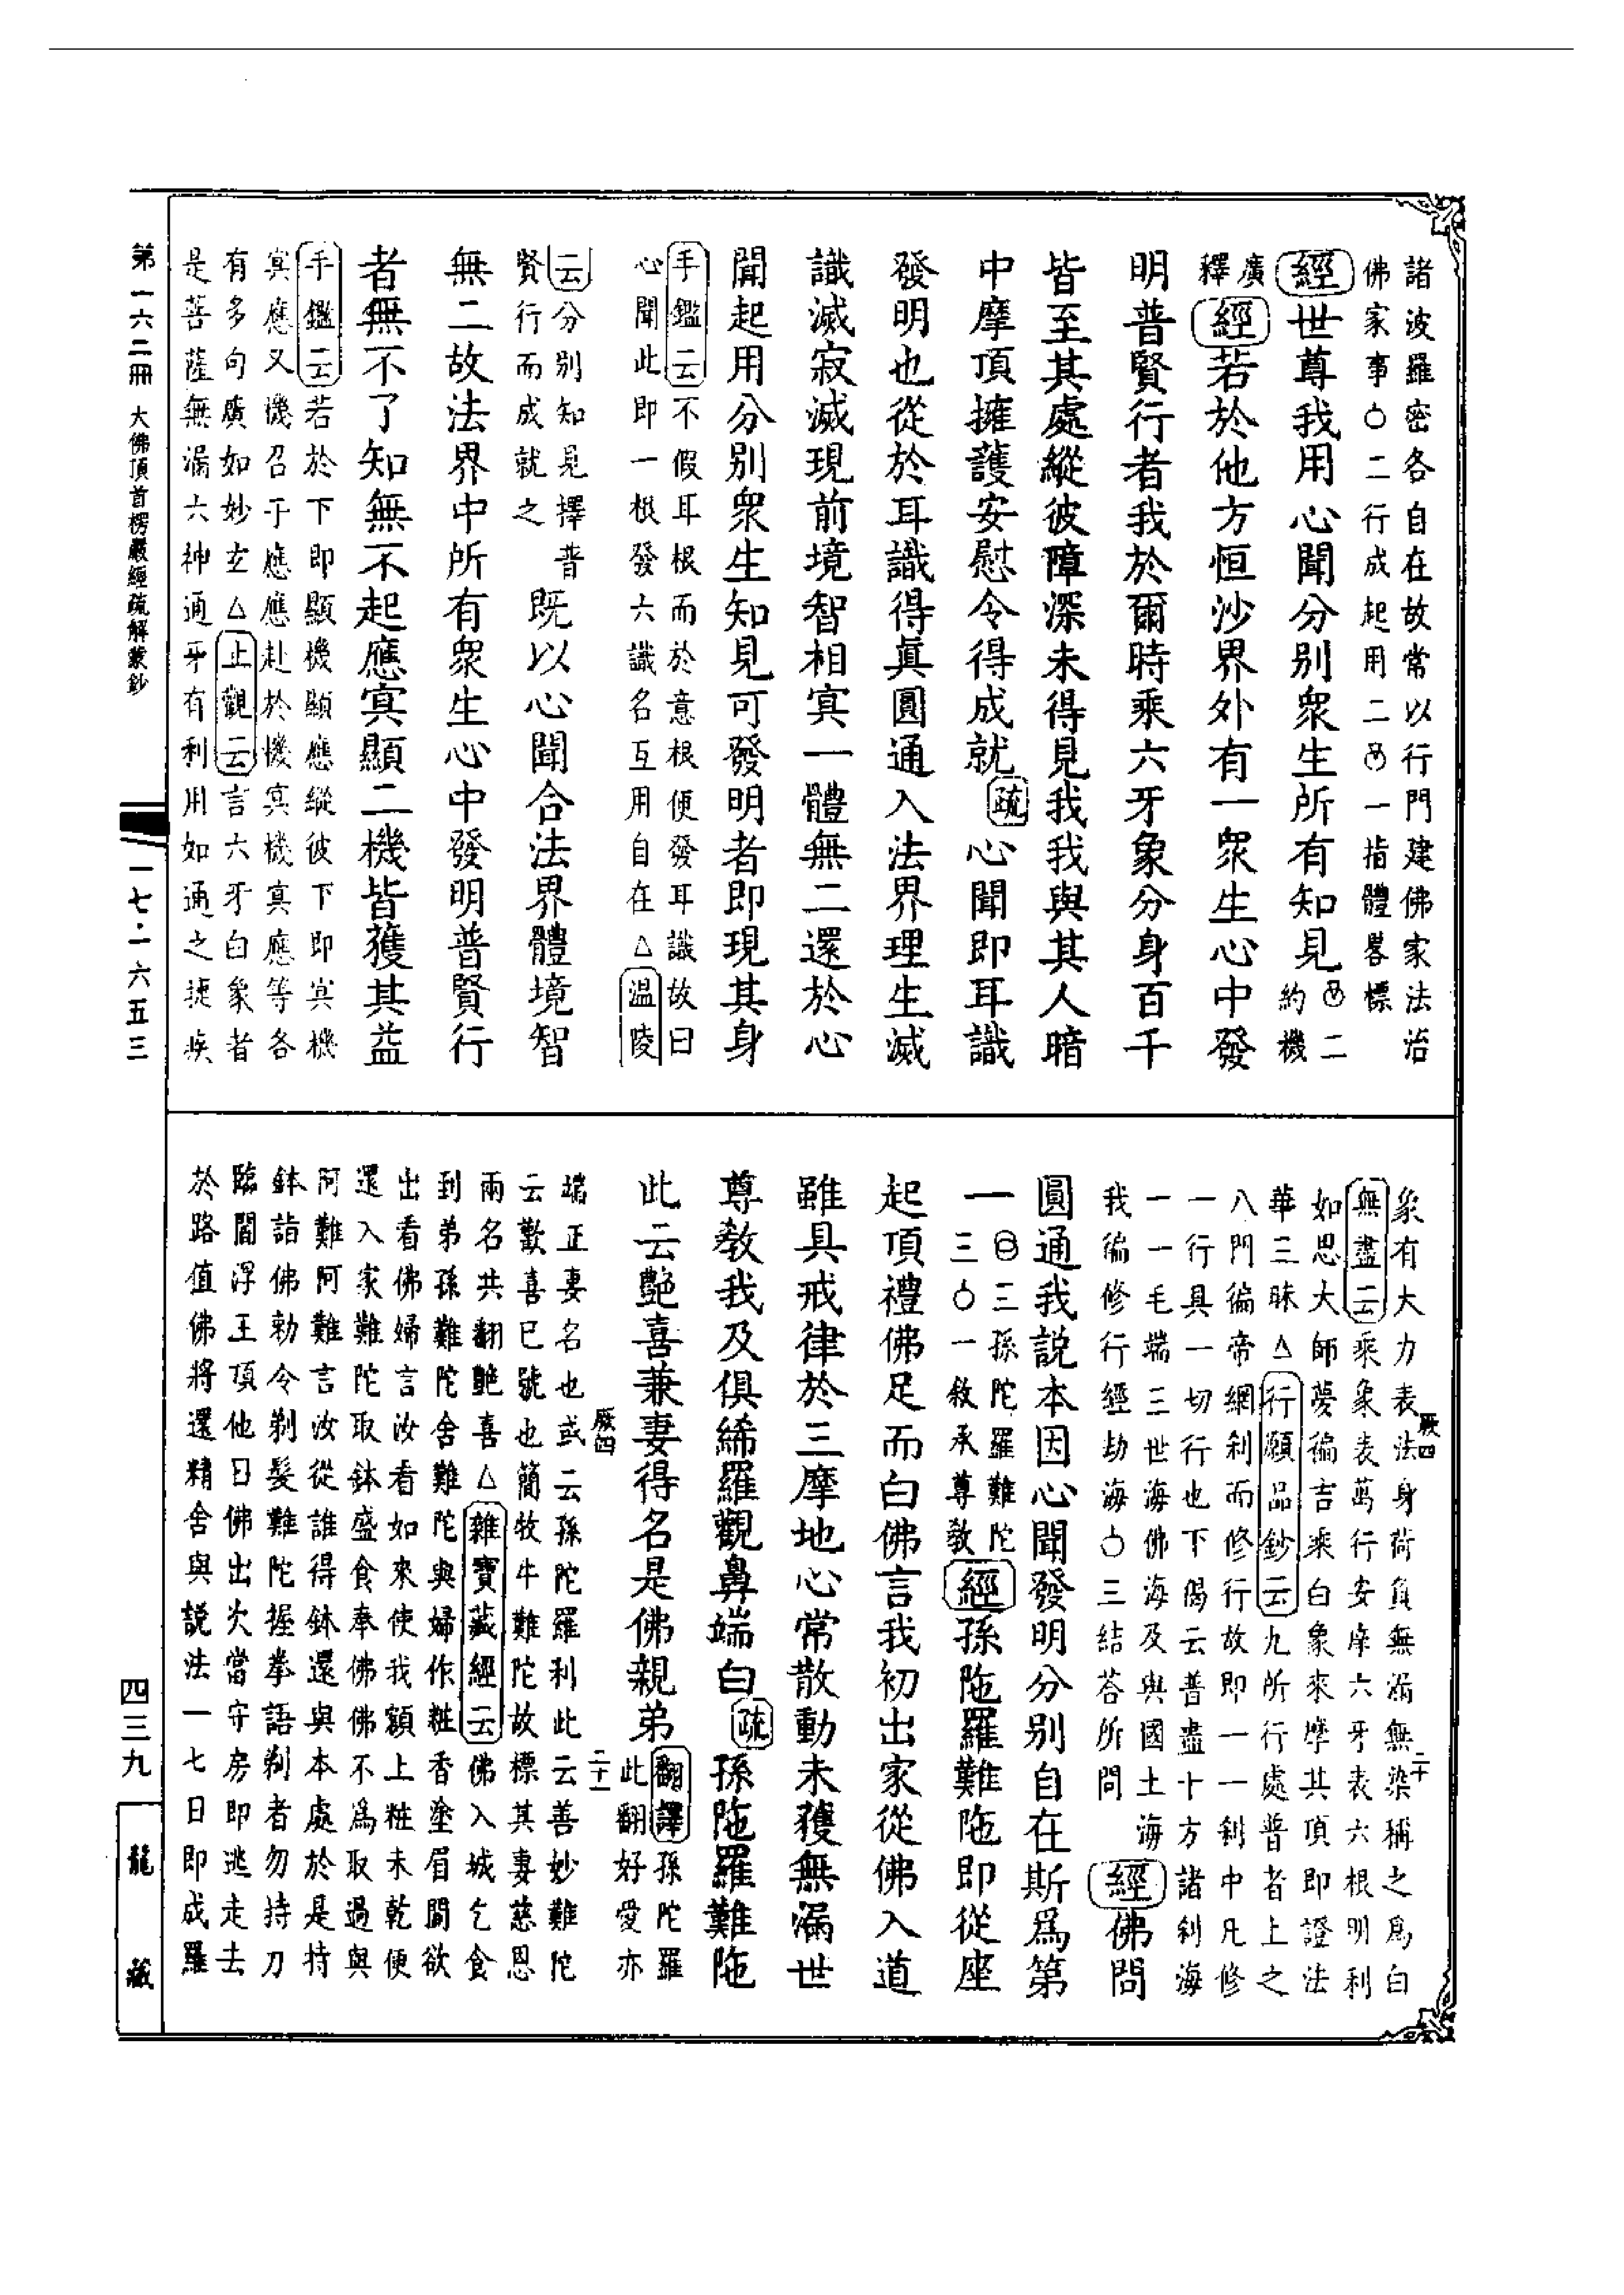 諸波羅密各自在故常以行門建佛家法治
佛家事○二行成起用二㊇一指體畧標
經世尊我用心聞分別衆生所有知見㊇二
約機
廣
釋經若於他方恒沙界外有一衆生心中發
明普賢行者我於爾時乘六牙象分身百千
皆至其處縱彼障深未得見我我與其人暗
中摩頂擁護安慰令得成就疏心聞即耳識
發明也從於耳識得眞圓通入法界理生滅
識滅寂滅現前境智相㝠一體無二還於心
聞起用分別衆生知見可發明者即現其身
手鑑云不假耳根而於意根便發耳識故曰
心聞此即一根發六識名互用自在△温陵
云分別知見擇普
賢行而成就之既以心聞合法界體境智
無二故法界中所有衆生心中發明普賢行
者無不了知無不起應㝠顯二機皆獲其益
手鑑云若於下即顯機顯應縱彼下即㝠機
㝠應又機召于應應赴於機㝠機㝠應等各
有多句廣如妙玄△止觀云言六牙白象者
是菩薩無漏六神通牙有利用如通之捷疾
第一六二冊 大佛頂首楞嚴經疏解蒙鈔
一七·一六五三
象有大力表法身荷負無漏無染稱之爲白
無盡云乘象表萬行安庠六牙表六根明利
如思大師夢徧吉乘白象來摩其頂即證法
華三昧△行願品鈔云九所行處普者上之
八門徧帝網刹而修行故即一一刹中凡修
一行具一切行也下偈云普盡十方諸刹海
一一毛端三世海佛海及與國土海
我徧修行經劫海○三結荅所問經佛問
圓通我說本因心聞發明分別自在斯爲第
一㊂三孫陀羅難陀
三○一敘承尊敎經孫陁羅難陁即從座
起頂禮佛足而白佛言我初出家從佛入道
雖具戒律於三摩地心常散動未獲無漏世
尊敎我及俱絺羅觀鼻端白疏孫陁羅難陁
此云艶喜兼妻得名是佛親弟翻譯孫陀羅
此翻好愛亦
端正妻名也或云孫陀羅利此云善妙難陀
云歡喜巳號也簡牧牛難陀故標其妻慈恩
兩名共翻艶喜△雜寶藏經云佛入城乞食
到弟孫難陀舍難陀與婦作粧香塗眉間欲
出看佛婦言汝看如來使我額上粧未乾便
還入家難陀取鉢盛食奉佛佛不爲取過與
阿難阿難言汝從誰得鉢還與本處於是持
鉢詣佛勅令剃髮難陀握拳語剃者勿持刀
臨閻浮王頂他日佛出次當守房即逃走去
於路值佛將還精舍與說法一七日即成羅
厥四
二十
厥四
二十一
四三九
龍藏